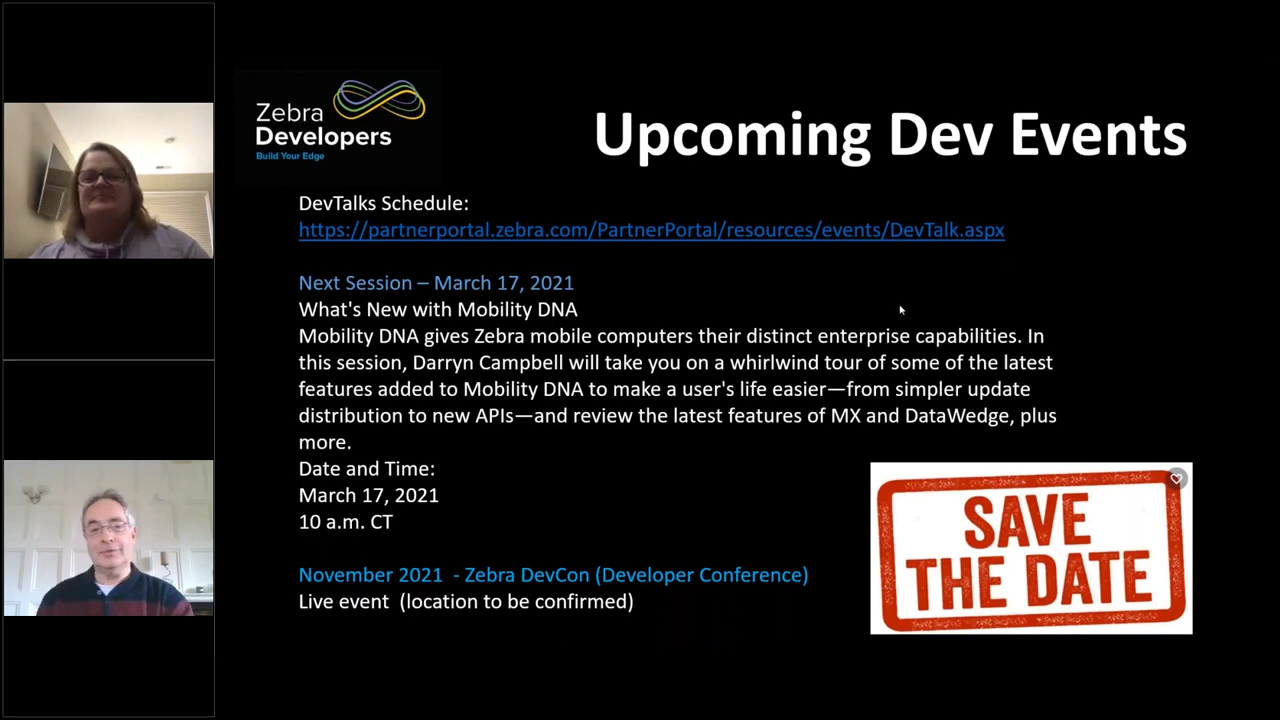 Zebra
Developers
Build Your Edge
Upcoming Dev Events
DevTalks Schedule:
https://partnerportal.zebra.com/PartnerPortal/resources/events/DevTalk.aspx
Next Session – March 17, 2021
What's New with Mobility DNA
Mobility DNA gives Zebra mobile computers their distinct enterprise capabilities. In
this session, Darryn Campbell will take you on a whirlwind tour of some of the latest
features added to Mobility DNA to make a user's life easier—from simpler update
distribution to new APIs—and review the latest features of MX and DataWedge, plus
more.
Date and Time:
March 17, 2021
10 a.m. CT
November 2021  - Zebra DevCon (Developer Conference)
Live event  (location to be confirmed)
SAVE
THE DATE